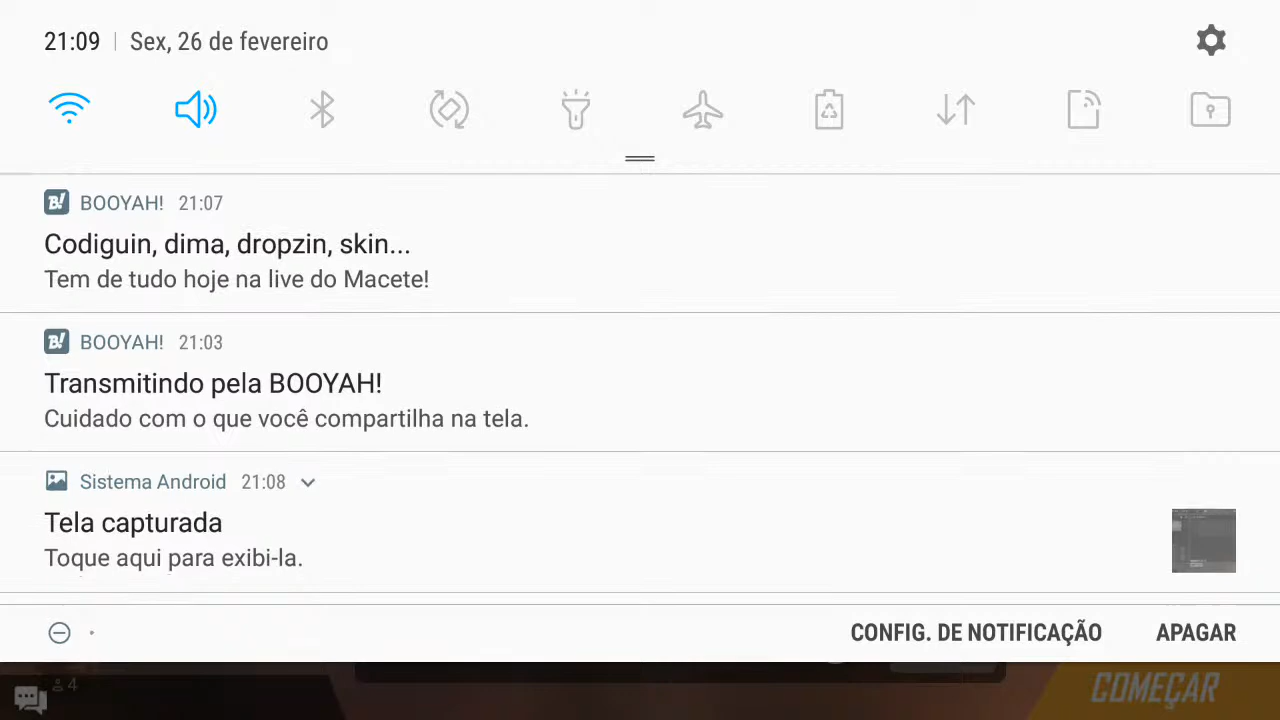 21:09 Sex, 26 de fevereiro
BOOYAH! 21:07
Codiguin, dima, dropzin, skin...
Tem de tudo hoje na live do Macete!
BOOYAH! 21:03
Transmitindo pela BOOYAH!
Cuidado com o que você compartilha na tela.
Sistema Android 21:08
Tela capturada
Toque aqui para exibi-la.
CONFIG. DE NOTIFICAÇÃO APAGAR
4
COMEÇAR